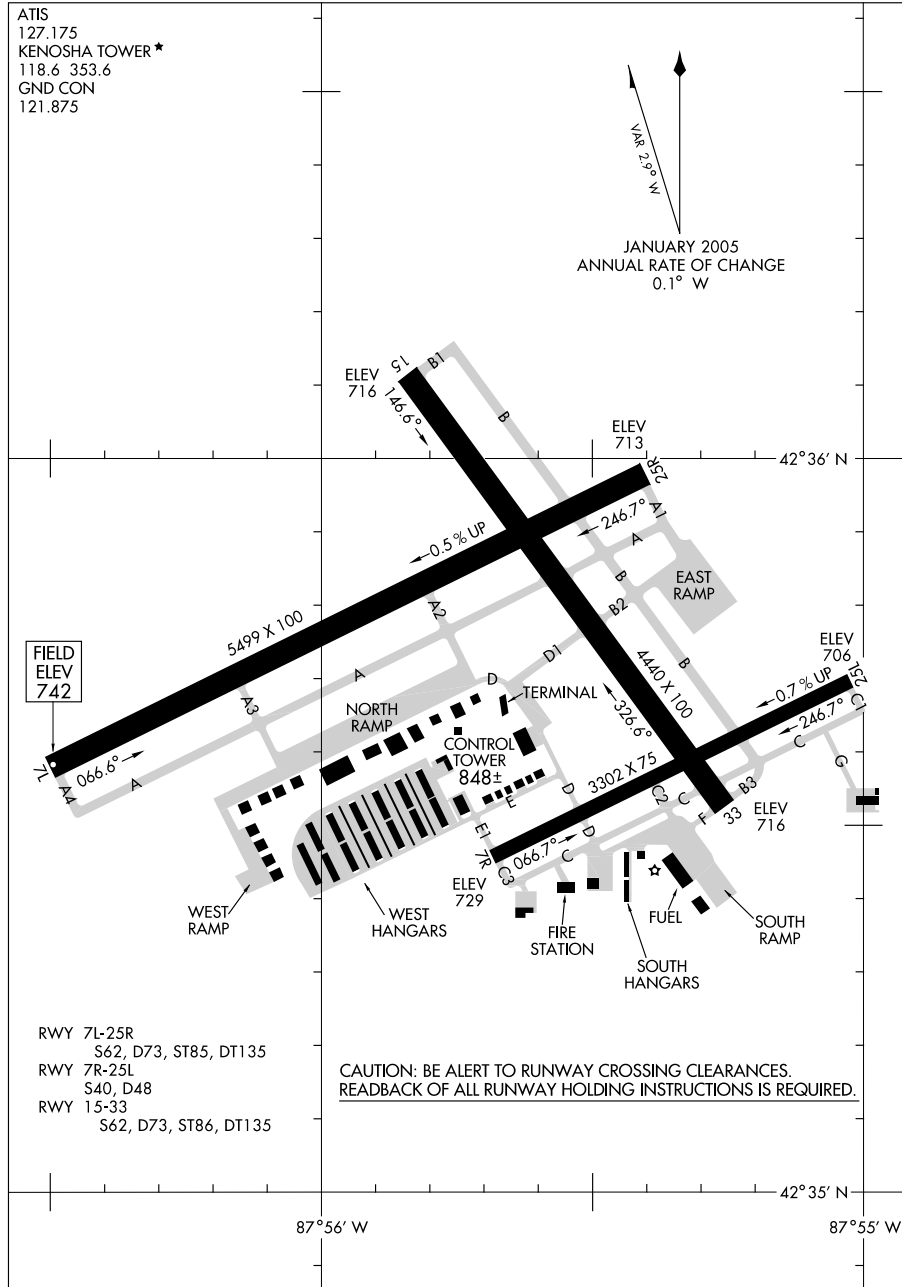 ATIS
127.175
KENOSHA TOWER★
118.6 353.6
GND CON
121.875
VAR 2.9° W
JANUARY 2005
ANNUAL RATE OF CHANGE
0.1° W
ELEV
716
15
B1
146.6°
B
ELEV
713
25R
42°36' N
A1
246.7°
0.5% UP
A
EAST
RAMP
B
B2
A2
5499 X 100
FIELD
ELEV
742
A
D1
4440 X 100
B
ELEV
706
25L
0.7% UP
246.7°
C1
A3
D
TERMINAL
NORTH
RAMP
326.6°
C
G
7L
066.6°
A
A4
CONTROL
TOWER
848±
3302 X 75
D
E
C2
C
B3
F
33
ELEV
716
E1
7R
066.7°
D
C
C3
ELEV
729
WEST
RAMP
WEST
HANGARS
FIRE
STATION
FUEL
SOUTH
RAMP
SOUTH
HANGARS
RWY 7L-25R
S62, D73, ST85, DT135
RWY 7R-25L
S40, D48
RWY 15-33
S62, D73, ST86, DT135
CAUTION: BE ALERT TO RUNWAY CROSSING CLEARANCES.
READBACK OF ALL RUNWAY HOLDING INSTRUCTIONS IS REQUIRED.
42°35' N
87°56' W
87°55' W